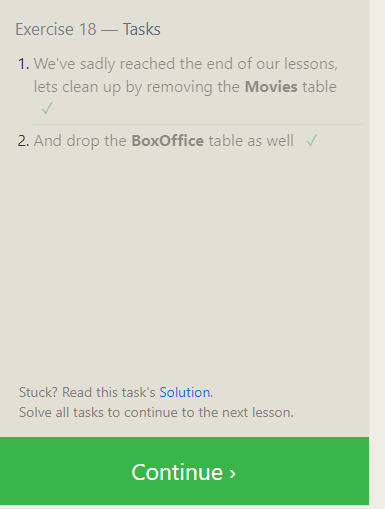 Exercise 18 — Tasks
1. We've sadly reached the end of our lessons,
lets clean up by removing the Movies table
✓
2. And drop the BoxOffice table as well ✓
Stuck? Read this task's Solution.
Solve all tasks to continue to the next lesson.
Continue ›